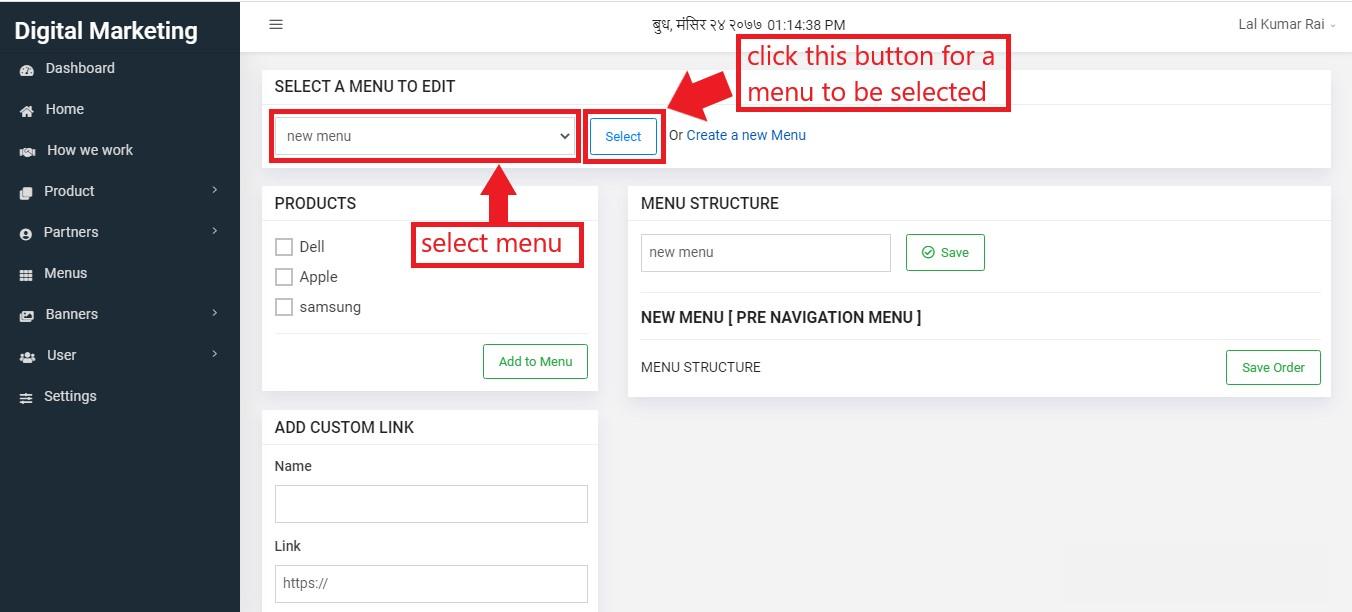 Digital Marketing
Dashboard
Home
How we work
Product
Partners
Menus
Banners
User
Settings
बुध, मंसिर २४ २०७७ 01:14:38 PM
Lal Kumar Rai
click this button for a
menu to be selected
SELECT A MENU TO EDIT
new menu
Select
Or Create a new Menu
select menu
PRODUCTS
Dell
Apple
samsung
Add to Menu
ADD CUSTOM LINK
Name
Link
https://
MENU STRUCTURE
new menu
Save
NEW MENU [ PRE NAVIGATION MENU ]
MENU STRUCTURE
Save Order